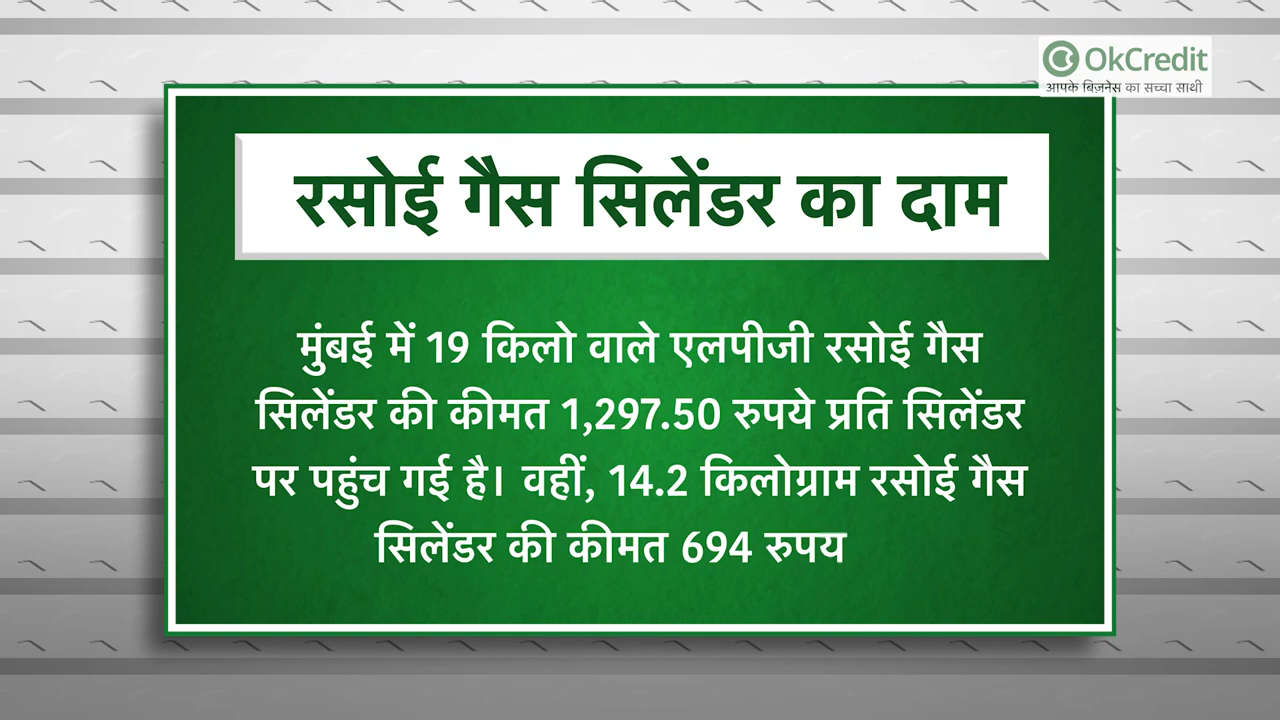 OkCredit
आपके बिज़नेस का सच्चा साथी
रसोई गैस सिलेंडर का दाम
मुंबई में 19 किलो वाले एलपीजी रसोई गैस
सिलेंडर की कीमत 1,297.50 रुपये प्रति सिलेंडर
पर पहुंच गई है। वहीं, 14.2 किलोग्राम रसोई गैस
सिलेंडर की कीमत 694 रुपय